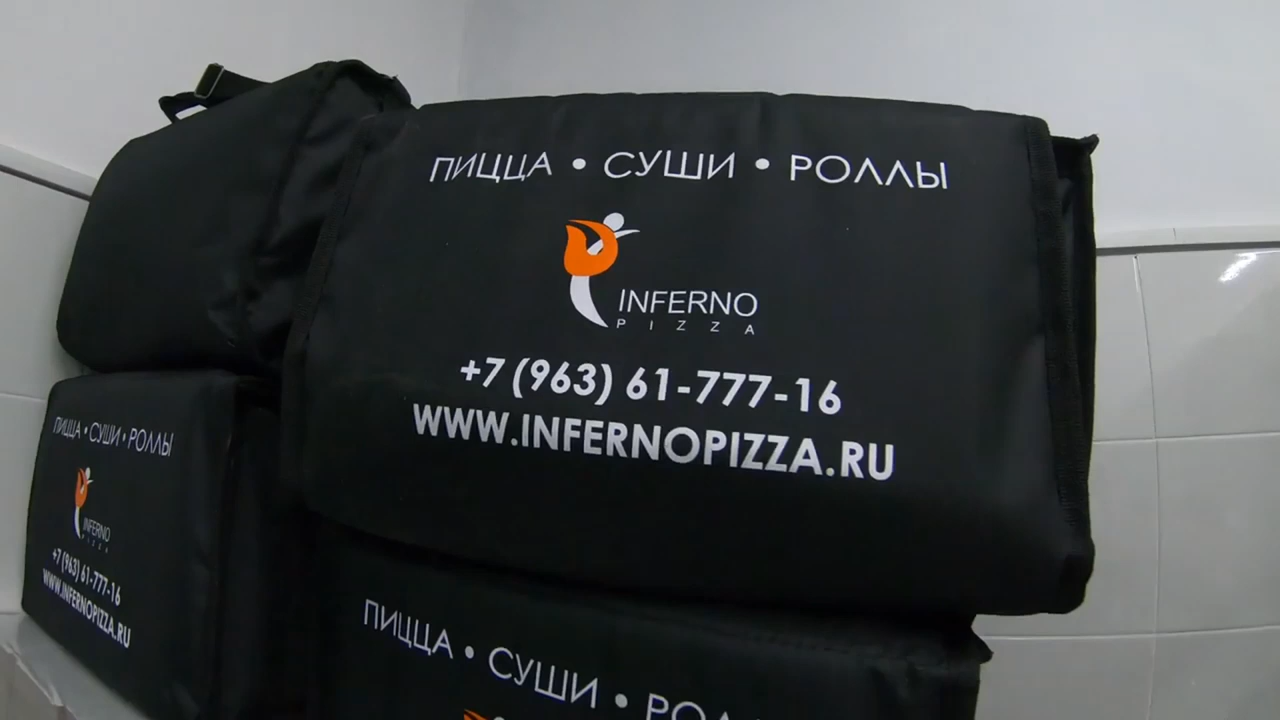 ПИЦЦА • СУШИ • РОЛЛЫ
INFERNO
PIZZA
+7 (963) 61-777-16
WWW.INFERNOPIZZA.RU
ПИЦЦА • СУШИ • РОЛЛЫ
INFERNO
PIZZA
+7 (963) 61-777-16
WWW.INFERNOPIZZA.RU
ПИЦЦА • СУШИ •